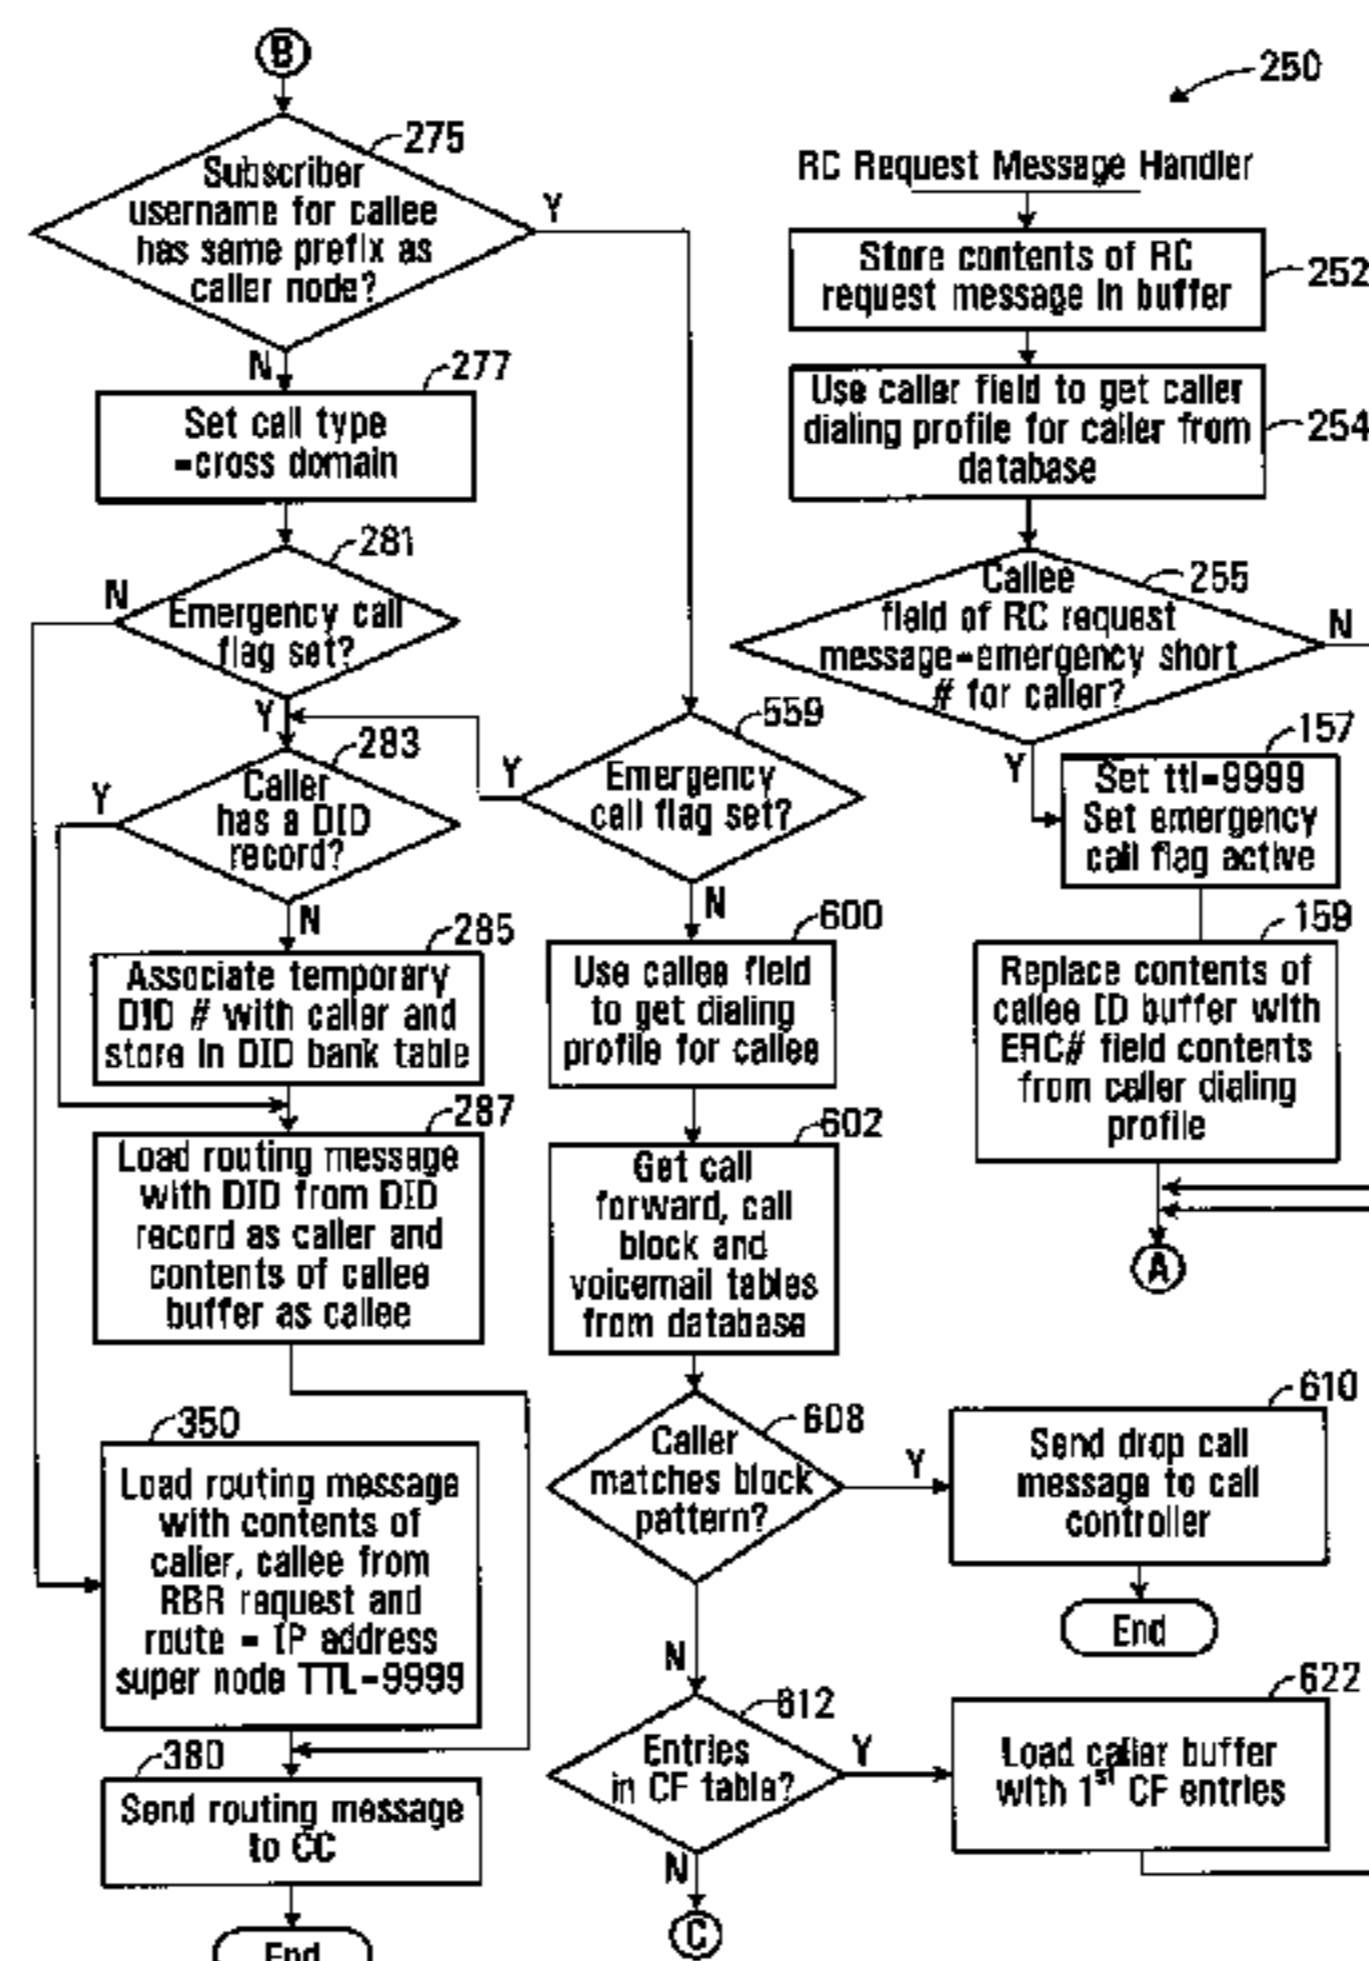 B
275
Subscriber
username for callee
has same prefix as
caller node?
Y
N
277
Set call type
=cross domain
281
Emergency call
flag set?
N
Y
283
Caller
has a DID
record?
Y
N
285
Associate temporary
DID # with caller and
store in DID bank table
287
Load routing message
with DID from DID
record as caller and
contents of callee
buffer as callee
350
Load routing message
with contents of
caller, callee from
RBR request and
route = IP address
super node TTL=9999
380
Send routing message
to CC
End
559
Emergency
call flag set?
Y
N
600
Use callee field
to get dialing
profile for callee
602
Get call
forward, call
block and
voicemail tables
from database
608
Caller
matches block
pattern?
Y
N
610
Send drop call
message to call
controller
End
612
Entries
in CF table?
Y
N
622
Load caller buffer
with 1st CF entries
C
250
RC Request Message Handler
252
Store contents of RC
request message in buffer
254
Use caller field to get caller
dialing profile for caller from
database
255
Callee
field of RC request
message=emergency short
# for caller?
N
Y
157
Set ttl=9999
Set emergency
call flag active
159
Replace contents of
callee ID buffer with
ERC# field contents
from caller dialing
profile
A